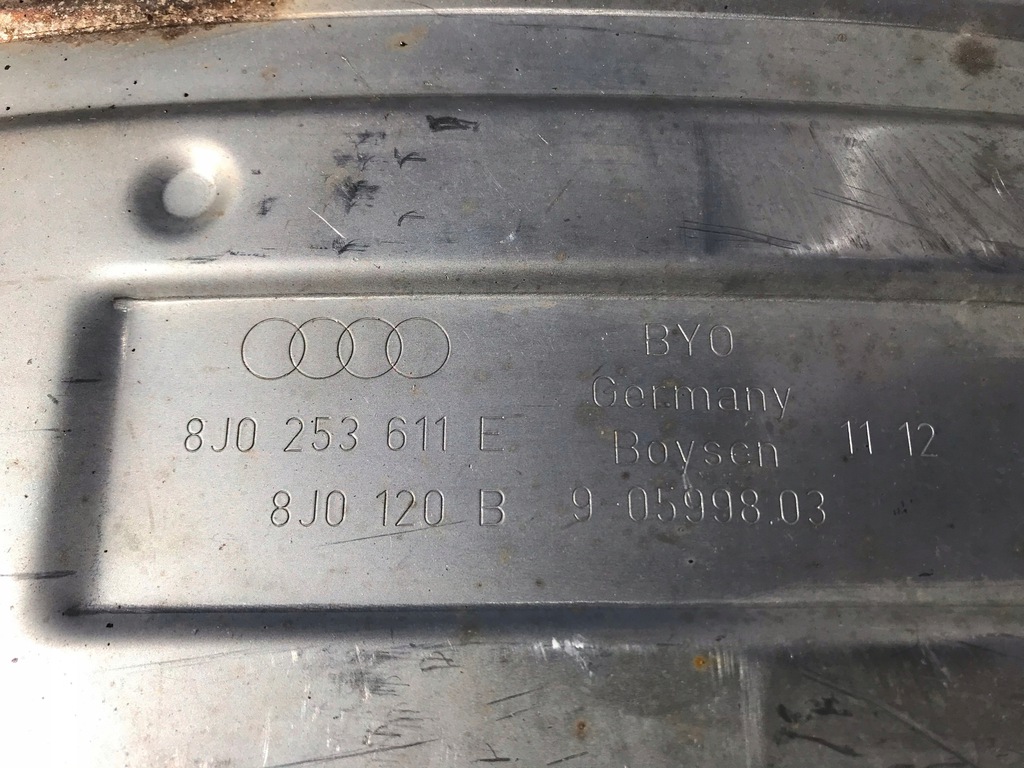 8J0 253 611 E
8J0 120 B
BYO
Germany
Boysen
11 12
9 05998.03